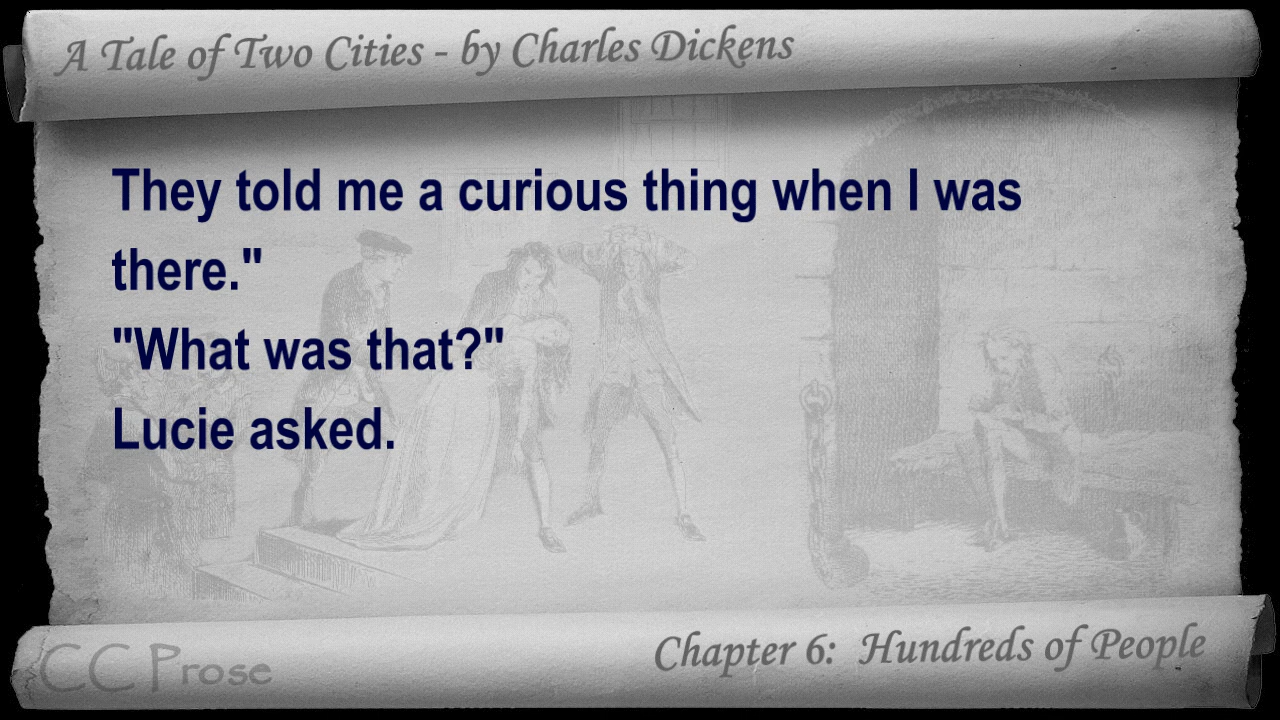 A Tale of Two Cities - by Charles Dickens
They told me a curious thing when I was
there."
"What was that?"
Lucie asked.
Chapter 6: Hundreds of People
CC Prose